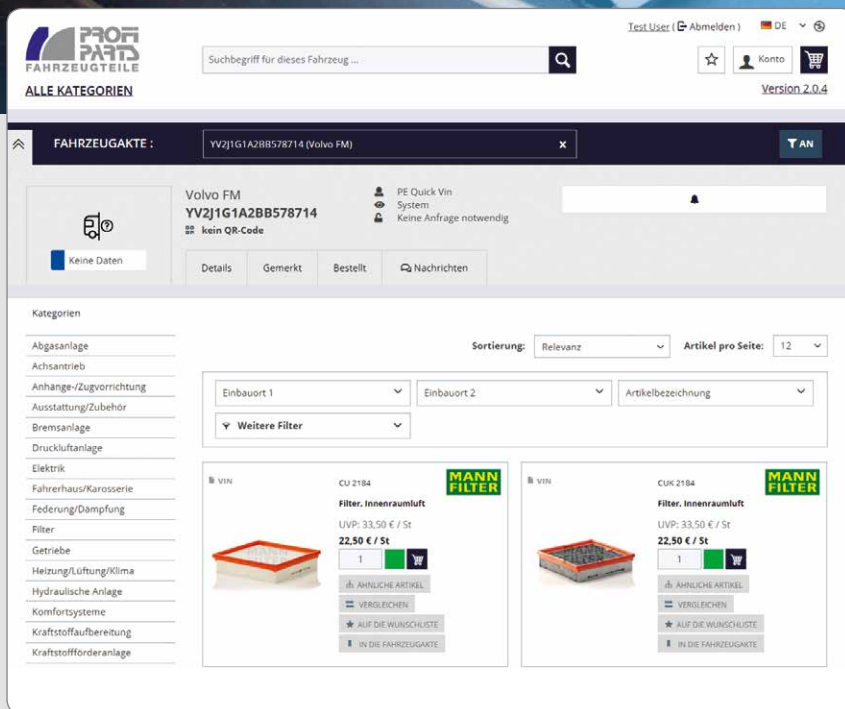 PROFI
PARTS
FAHRZEUGTEILE
Test User ( Abmelden )
DE
Suchbegriff für dieses Fahrzeug ...
Konto
ALLE KATEGORIEN
Version 2.0.4
FAHRZEUGAKTE :
YV2J1G1A2BB578714 (Volvo FM)
x
AN
Volvo FM
YV2J1G1A2BB578714
kein QR-Code
PE Quick Vin
System
Keine Anfrage notwendig
Keine Daten
Details
Gemerkt
Bestellt
Nachrichten
Kategorien
Abgasanlage
Achsantrieb
Anhänge-/Zugvorrichtung
Ausstattung/Zubehör
Bremsanlage
Druckluftanlage
Elektrik
Fahrerhaus/Karosserie
Federung/Dämpfung
Filter
Getriebe
Heizung/Lüftung/Klima
Hydraulische Anlage
Komfortsysteme
Kraftstoffaufbereitung
Kraftstoffförderanlage
Sortierung:
Relevanz
Artikel pro Seite:
12
Einbauort 1
Einbauort 2
Artikelbezeichnung
Weitere Filter
VIN
CU 2184
MANN
FILTER
Filter, Innenraumluft
UVP: 33,50 € / St
22,50 € / St
1
ÄHNLICHE ARTIKEL
VERGLEICHEN
AUF DIE WUNSCHLISTE
IN DIE FAHRZEUGAKTE
VIN
CUK 2184
MANN
FILTER
Filter, Innenraumluft
UVP: 33,50 € / St
22,50 € / St
1
ÄHNLICHE ARTIKEL
VERGLEICHEN
AUF DIE WUNSCHLISTE
IN DIE FAHRZEUGAKTE